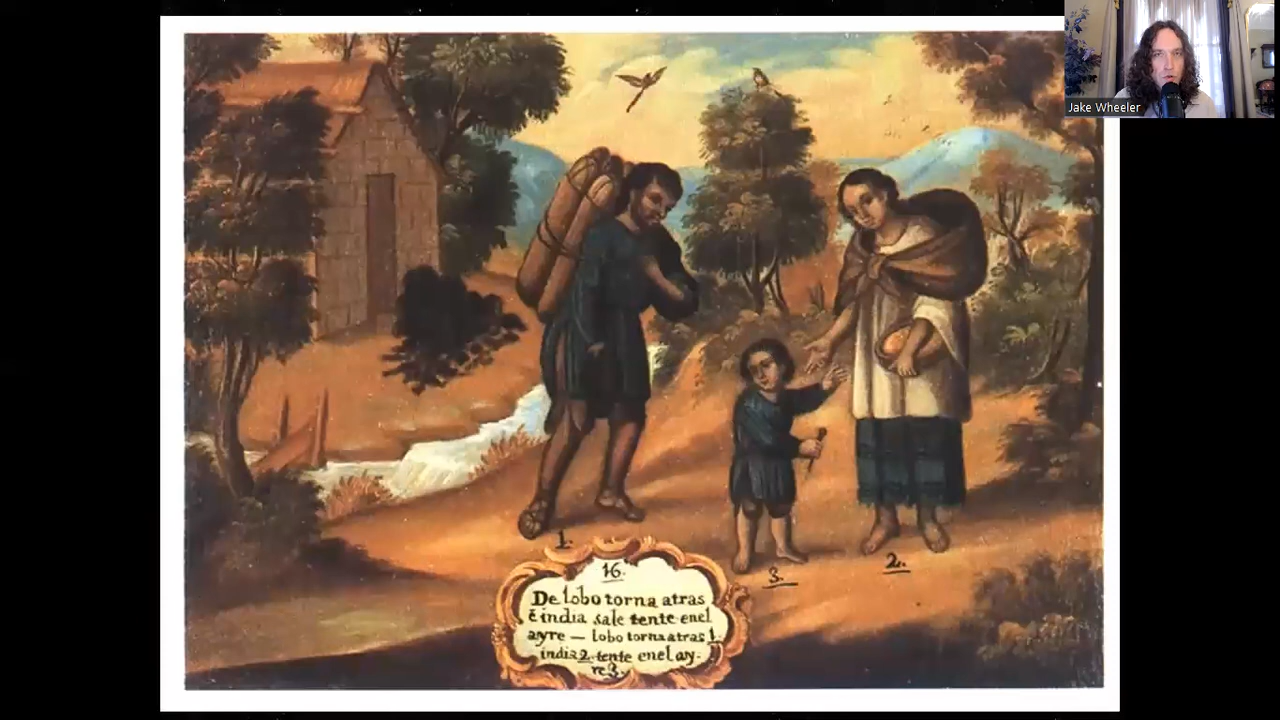 Jake Wheeler
1.
3.
2.
16.
De lobo torna atras
é india sale tente enel
ayre — lobo torna atras 1.
india 2. tente enel ay-
re 3.